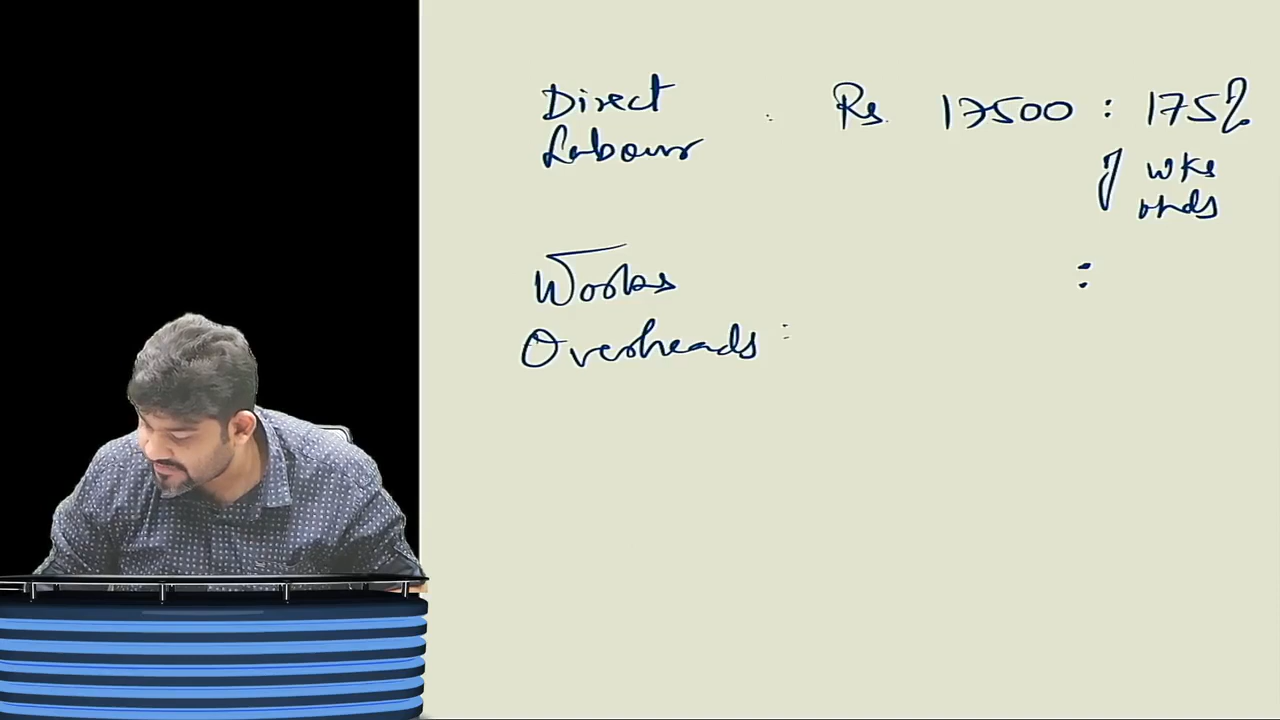 Direct : Rs. 17500 : 175%
Labour
of wks
ohds
Works :
Overheads :